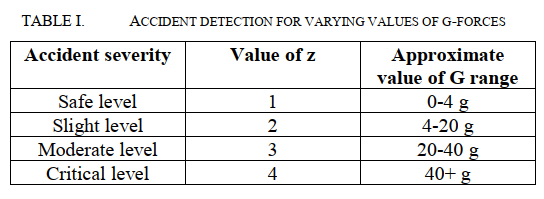 TABLE I. ACCIDENT DETECTION FOR VARYING VALUES OF G-FORCES
Accident severity Value of z Approximate value of G range
Safe level 1 0-4 g
Slight level 2 4-20 g
Moderate level 3 20-40 g
Critical level 4 40+ g